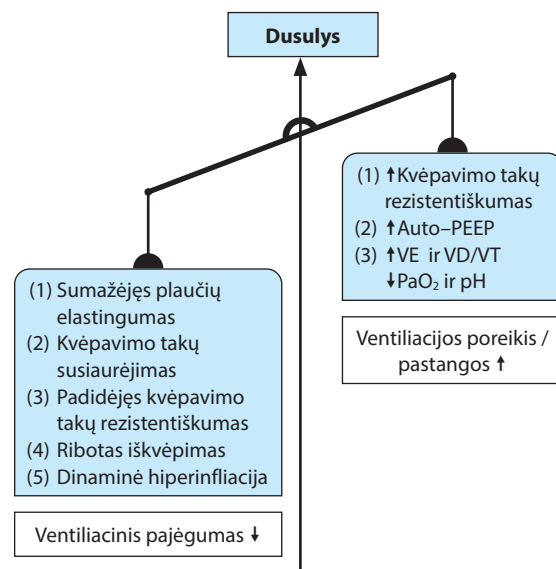 Dusulys
(1) ↑Kvėpavimo takų
rezistentiškumas
(2) ↑Auto–PEEP
(3) ↑VE ir VD/VT
↓PaO₂ ir pH
Ventiliacijos poreikis /
pastangos ↑
(1) Sumažėjęs plaučių
elastingumas
(2) Kvėpavimo takų
susiaurėjimas
(3) Padidėjęs kvėpavimo
takų rezistentiškumas
(4) Ribotas iškvėpimas
(5) Dinaminė hiperinfliacija
Ventiliacinis pajėgumas ↓